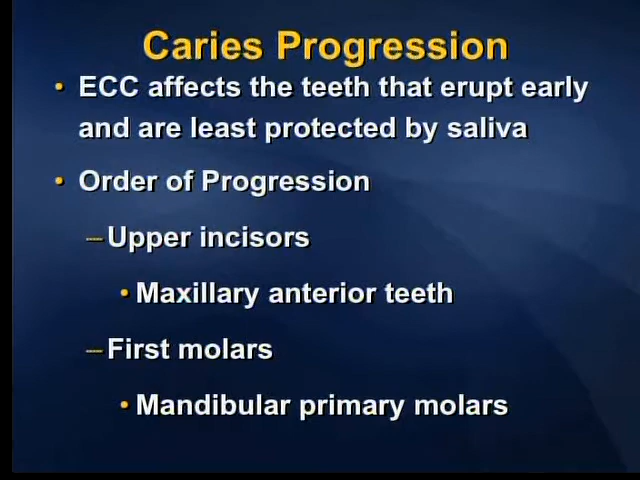 Caries Progression
• ECC affects the teeth that erupt early
and are least protected by saliva
• Order of Progression
– Upper incisors
• Maxillary anterior teeth
– First molars
• Mandibular primary molars